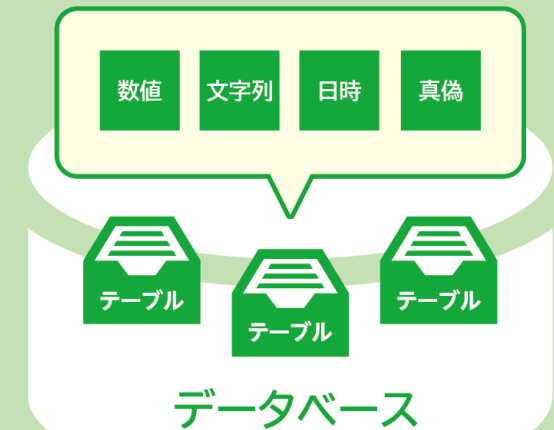 数値 文字列 日時 真偽
テーブル テーブル テーブル
データベース